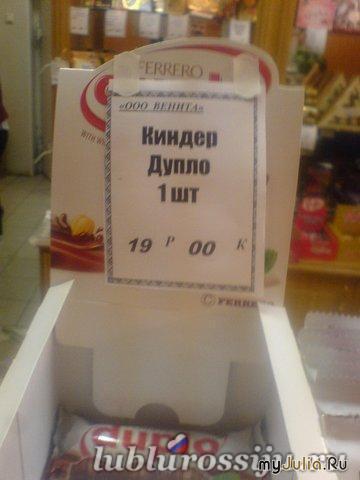 FERRERO
«ООО ВЕНИТА»
Киндер
Дупло
1 шт
19 Р 00 К
© FERRERO
duplo
lublurossiju.ru
myJulia.Ru